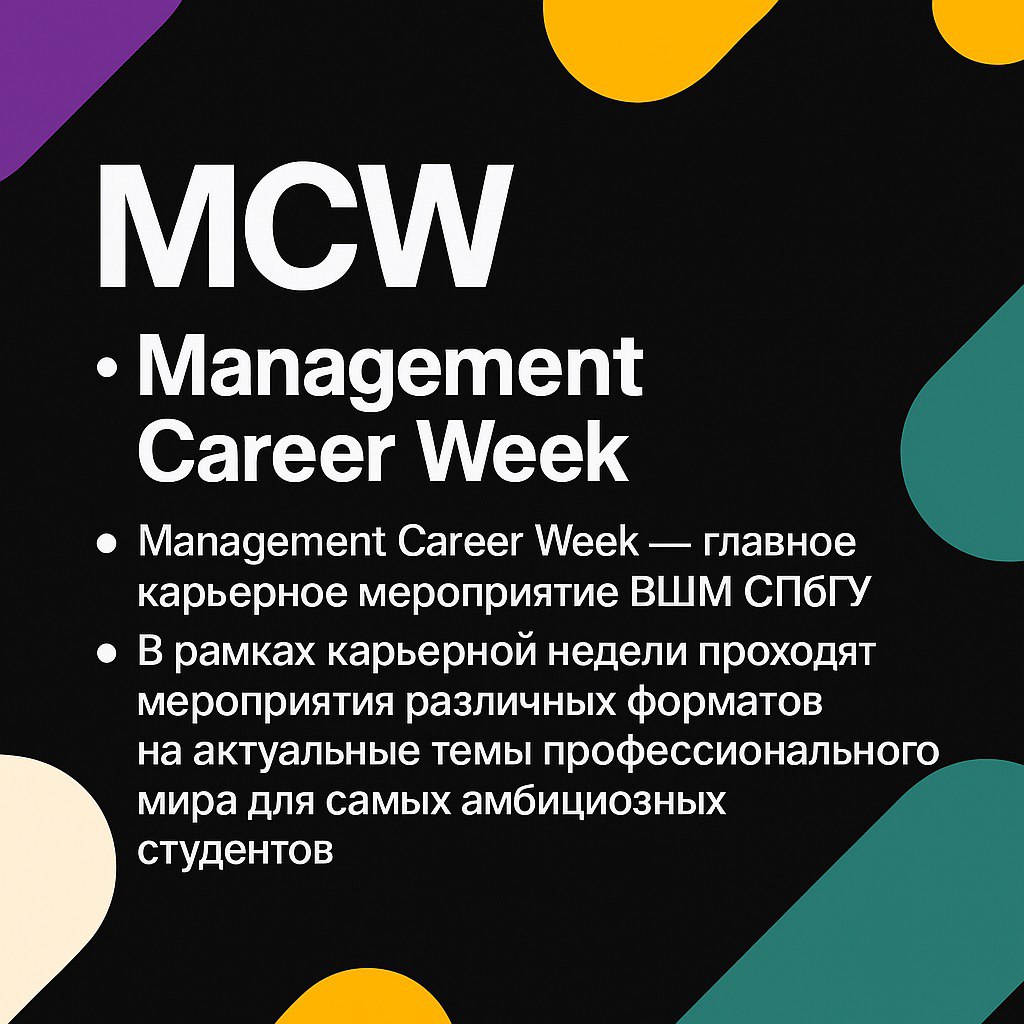 MCW
• Management
Career Week
• Management Career Week — главное
карьерное мероприятие ВШМ СПбГУ
• В рамках карьерной недели проходят
мероприятия различных форматов
на актуальные темы профессионального
мира для самых амбициозных
студентов